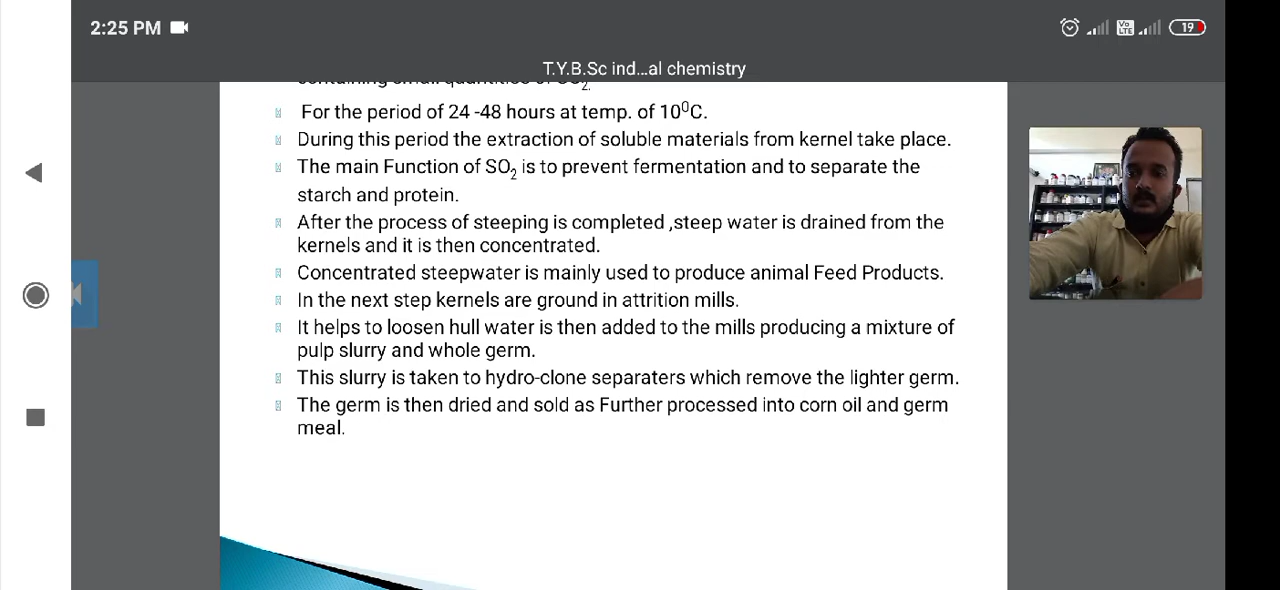 2:25 PM
Vo
LTE
19
T.Y.B.Sc ind...al chemistry
containing small quantities of SO2.
For the period of 24 -48 hours at temp. of 10⁰C.
During this period the extraction of soluble materials from kernel take place.
The main Function of SO₂ is to prevent fermentation and to separate the
starch and protein.
After the process of steeping is completed ,steep water is drained from the
kernels and it is then concentrated.
Concentrated steepwater is mainly used to produce animal Feed Products.
In the next step kernels are ground in attrition mills.
It helps to loosen hull water is then added to the mills producing a mixture of
pulp slurry and whole germ.
This slurry is taken to hydro-clone separaters which remove the lighter germ.
The germ is then dried and sold as Further processed into corn oil and germ
meal.